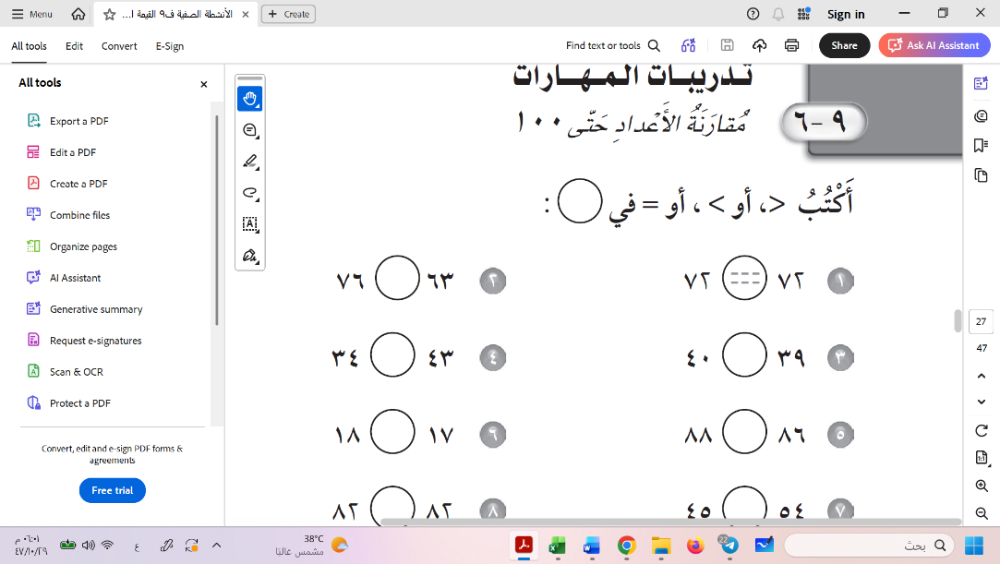 Menu
الأنشطة الصفية ف٩ القيمة ا...
Create
Sign in
All tools Edit Convert E-Sign
Find text or tools
Share
Ask AI Assistant
All tools
Export a PDF
Edit a PDF
Create a PDF
Combine files
Organize pages
AI Assistant
Generative summary
Request e-signatures
Scan & OCR
Protect a PDF
Convert, edit and e-sign PDF forms & agreements
Free trial
تدريبات المهارات
٩ -٦
مُقارَنَةُ الأَعْدادِ حَتّى ١٠٠
أَكْتُبُ <، أو > ، أو = في :
١ ٧٢ = ٧٢
٢ ٦٣ ٧٦
٣ ٣٩ ٤٠
٤ ٤٣ ٣٤
٥ ٨٦ ٨٨
٦ ١٧ ١٨
٧ ٥٤ ٤٥
٨ ٨٢ ٨٢
27
47
1:1
٠٦:٠١ م
٤٧/١٠/٢٩
ع
38°C
مشمس غالبًا
22
بحث